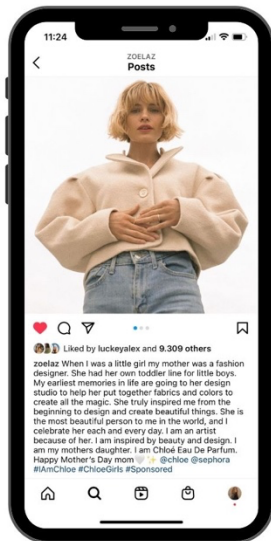 11:24
ZOELAZ
Posts
Liked by luckeyalex and 9.309 others
zoelaz When I was a little girl my mother was a fashion
designer. She had her own toddler line for little boys.
My earliest memories in life are going to her design
studio to help her put together fabrics and colors to
create all the magic. She truly inspired me from the
beginning to design and create beautiful things. She is
the most beautiful person to me in the world, and I
celebrate her each and every day. I am an artist
because of her. I am inspired by beauty and design. I
am my mothers daughter. I am Chloé Eau De Parfum.
Happy Mother's Day mom🤍✨ @chloe @sephora
#IAmChloe #ChloeGirls #Sponsored